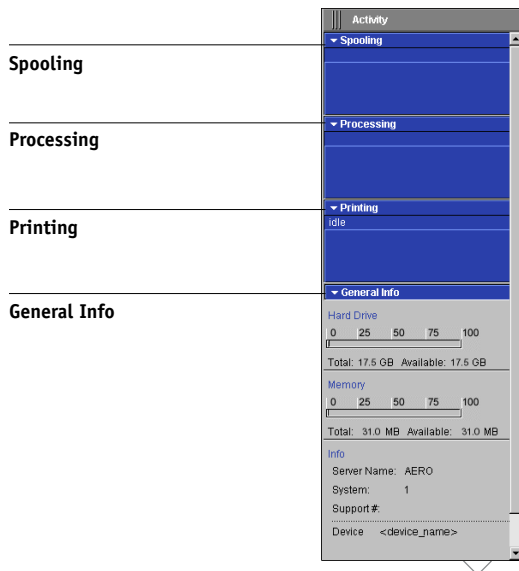 Activity
Spooling
Spooling
Processing
Processing
Printing
Printing
idle
General Info
General Info
Hard Drive
0 25 50 75 100
Total: 17.5 GB Available: 17.5 GB
Memory
0 25 50 75 100
Total: 31.0 MB Available: 31.0 MB
Info
Server Name: AERO
System: 1
Support #:
Device <device_name>